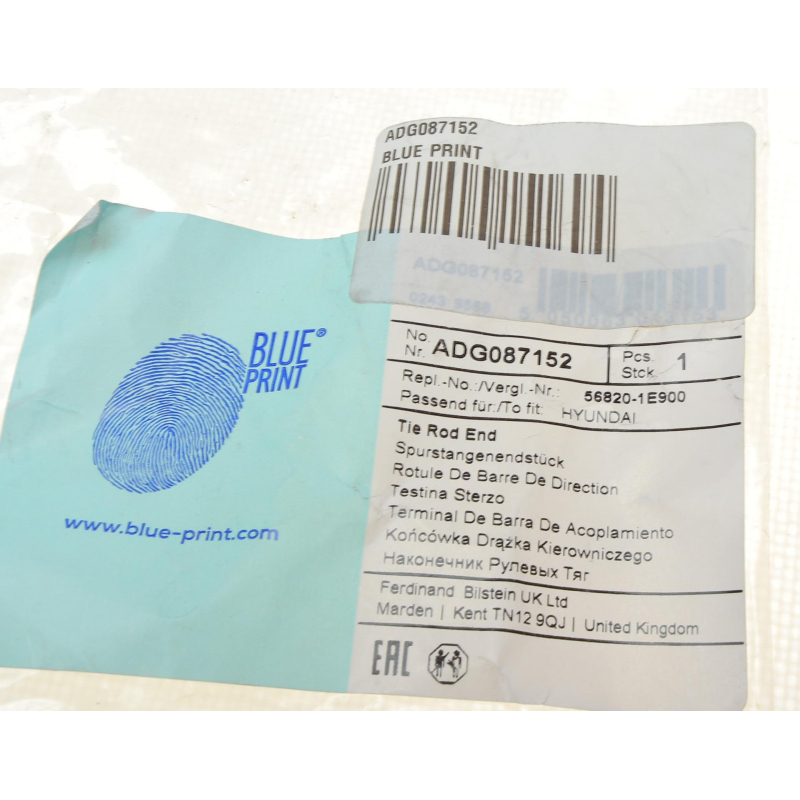 ADG087152
BLUE PRINT
ADG087152
BLUE®
PRINT
www.blue-print.com
No.
Nr. ADG087152
Pcs.
Stck. 1
Repl.-No.:/Vergl.-Nr.: 56820-1E900
Passend für:/To fit: HYUNDAI
Tie Rod End
Spurstangenendstück
Rotule De Barre De Direction
Testina Sterzo
Terminal De Barra De Acoplamiento
Końcówka Drążka Kierowniczego
Наконечник Рулевых Тяг
Ferdinand Bilstein UK Ltd
Marden | Kent TN12 9QJ | United Kingdom
EAC